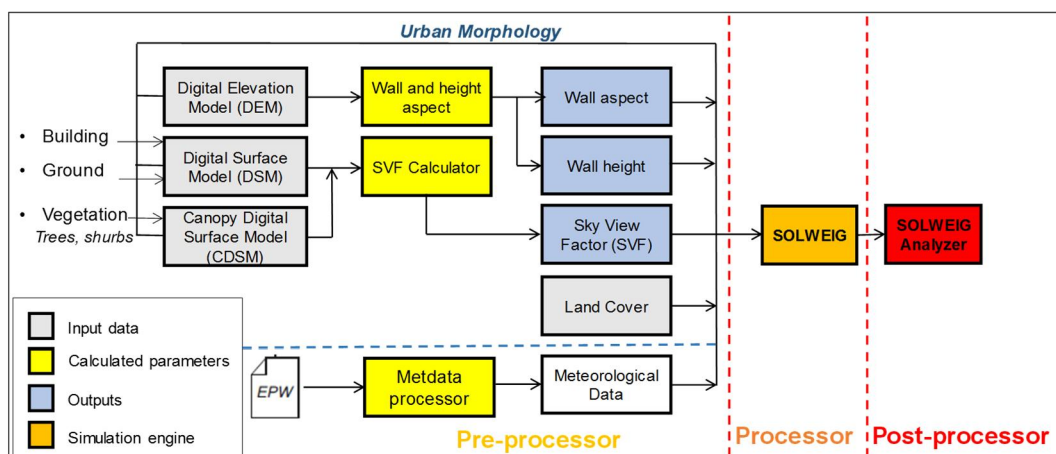 Urban Morphology
Digital Elevation
Model (DEM)
Wall and height
aspect
Wall aspect
• Building
• Ground
Digital Surface
Model (DSM)
SVF Calculator
Wall height
• Vegetation
Trees, shurbs
Canopy Digital
Surface Model
(CDSM)
Sky View
Factor (SVF)
SOLWEIG
SOLWEIG
Analyzer
Land Cover
Input data
Calculated parameters
Outputs
Simulation engine
EPW
Metdata
processor
Meteorological
Data
Pre-processor
Processor
Post-processor